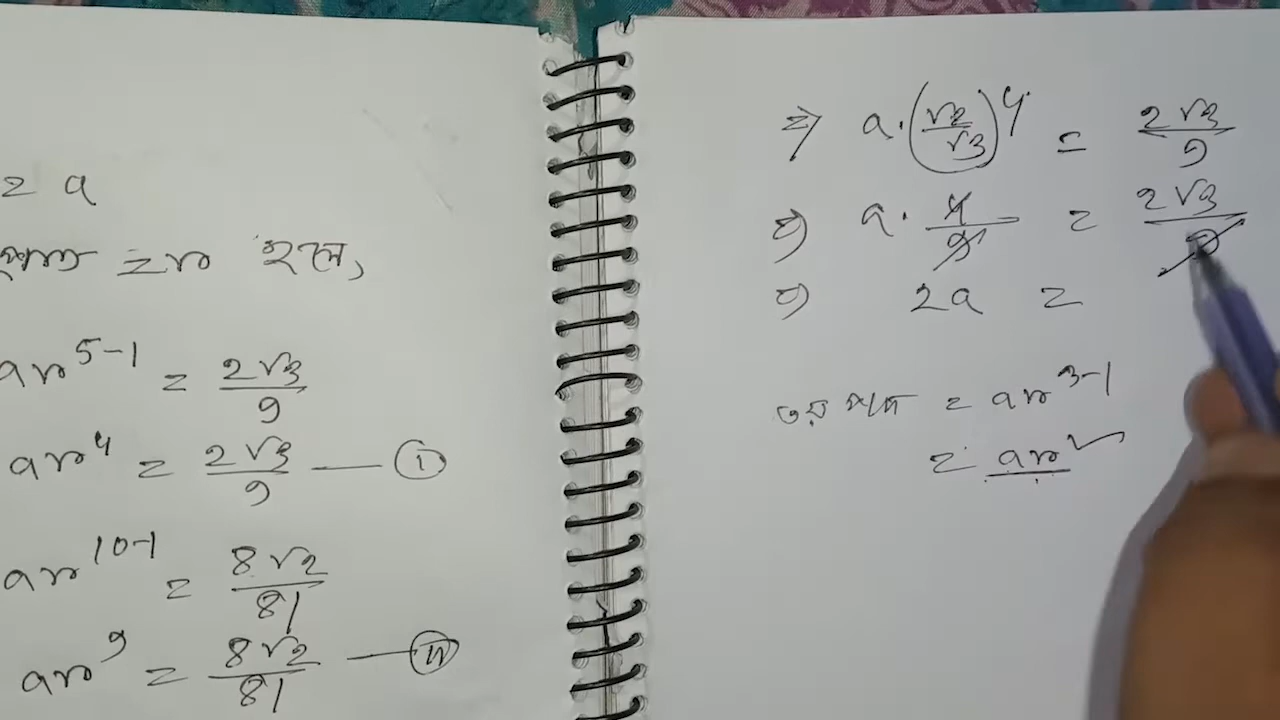 = a
= r হলে,
ar^5-1 = 2√3/9
ar^4 = 2√3/9 — (i)
ar^10-1 = 8√2/81
ar^9 = 8√2/81 — (ii)
⇒ a·(√2/√3)^4 = 2√3/9
⇒ a·4/9 = 2√3/9
⇒ 2a =
৩য় পদ = ar^3-1
= ar^2